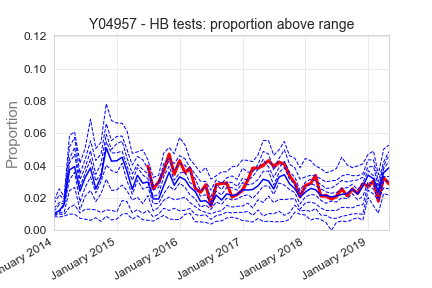 Y04957 - HB tests: proportion above range
0.12
0.10
0.08
0.06
0.04
0.02
0.00
Proportion
nuary 2014
January 2015
January 2016
January 2017
January 2018
January 2019